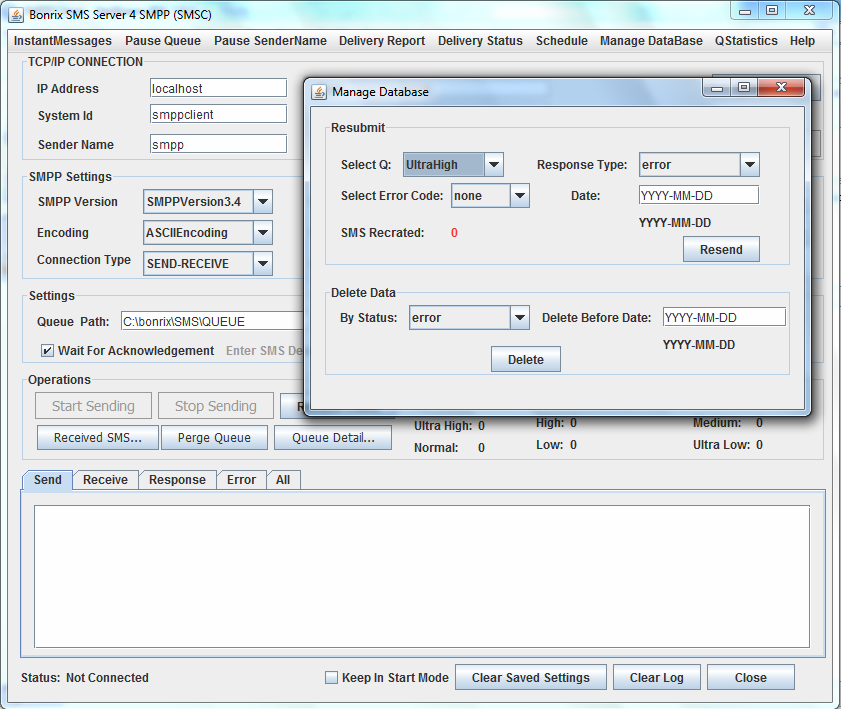 Bonrix SMS Server 4 SMPP (SMSC)
InstantMessages Pause Queue Pause SenderName Delivery Report Delivery Status Schedule Manage DataBase QStatistics Help
TCP/IP CONNECTION
IP Address localhost
System Id smppclient
Sender Name smpp
SMPP Settings
SMPP Version SMPPVersion3.4
Encoding ASCIIEncoding
Connection Type SEND-RECEIVE
Settings
Queue Path: C:\bonrix\SMS\QUEUE
Wait For Acknowledgement Enter SMS De
Manage Database
Resubmit
Select Q: UltraHigh Response Type: error
Select Error Code: none Date: YYYY-MM-DD
YYYY-MM-DD
SMS Recrated: 0
Resend
Delete Data
By Status: error Delete Before Date: YYYY-MM-DD
YYYY-MM-DD
Delete
Operations
Start Sending Stop Sending
Received SMS... Perge Queue Queue Detail...
Ultra High: 0 High: 0 Medium: 0
Normal: 0 Low: 0 Ultra Low: 0
Send Receive Response Error All
Status: Not Connected Keep In Start Mode Clear Saved Settings Clear Log Close